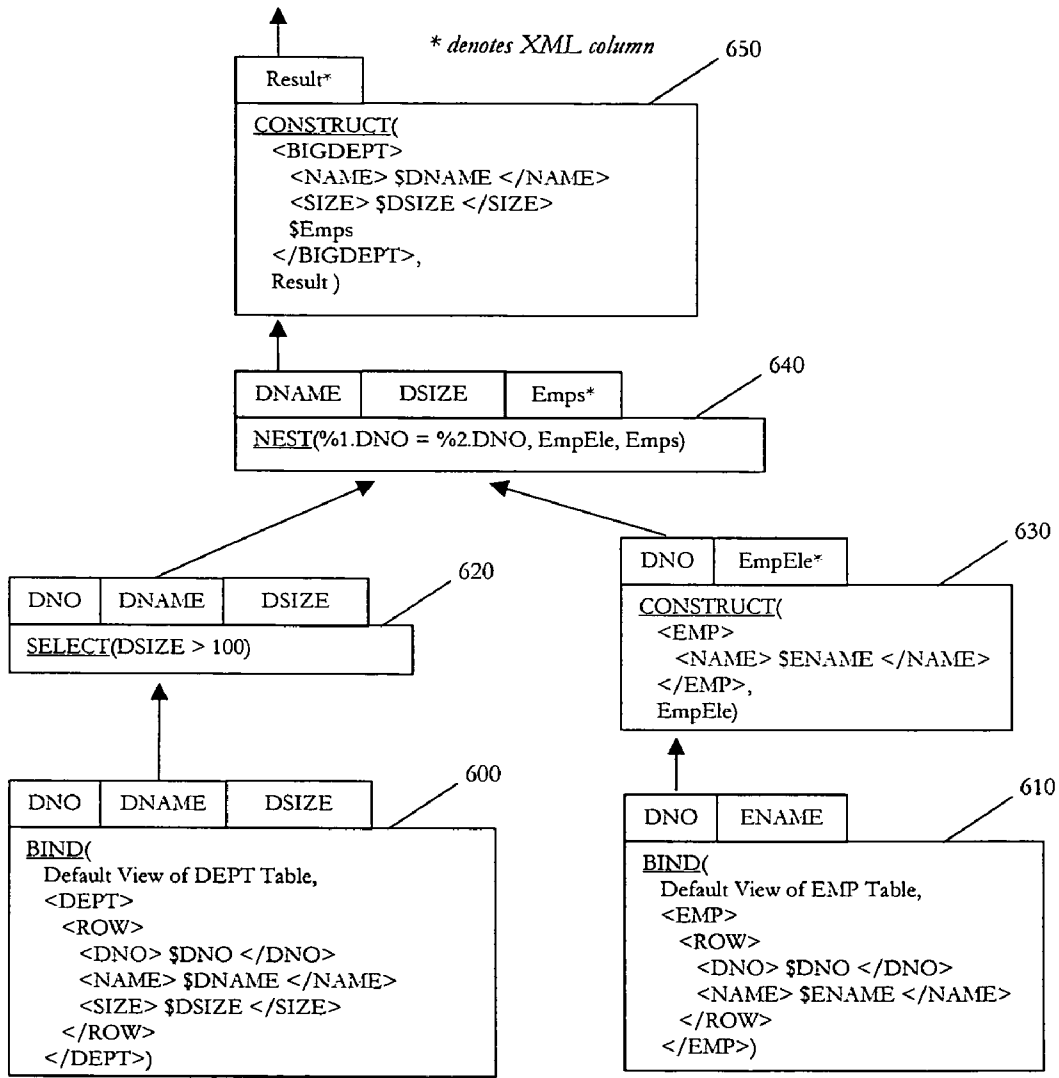 * denotes XML column
650
Result*
CONSTRUCT(
<BIGDEPT>
<NAME> $DNAME </NAME>
<SIZE> $DSIZE </SIZE>
$Emps
</BIGDEPT>,
Result )
640
DNAME DSIZE Emps*
NEST(%1.DNO = %2.DNO, EmpEle, Emps)
620
DNO DNAME DSIZE
SELECT(DSIZE > 100)
630
DNO EmpEle*
CONSTRUCT(
<EMP>
<NAME> $ENAME </NAME>
</EMP>,
EmpEle)
600
DNO DNAME DSIZE
BIND(
Default View of DEPT Table,
<DEPT>
<ROW>
<DNO> $DNO </DNO>
<NAME> $DNAME </NAME>
<SIZE> $DSIZE </SIZE>
</ROW>
</DEPT>)
610
DNO ENAME
BIND(
Default View of EMP Table,
<EMP>
<ROW>
<DNO> $DNO </DNO>
<NAME> $ENAME </NAME>
</ROW>
</EMP>)